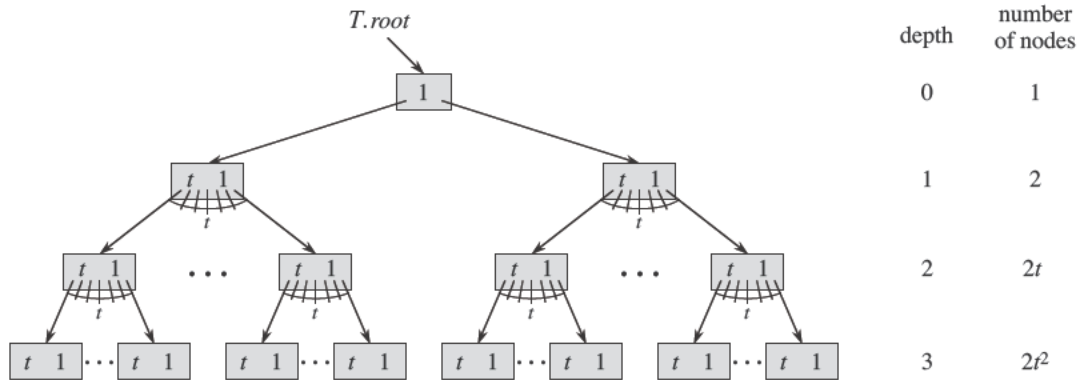 T.root
depth
number
of nodes
1
0 1
t 1 t 1
1 2
t t
t 1 ... t 1 t 1 ... t 1
2 2t
t t t t
t 1 ... t 1 t 1 ... t 1 t 1 ... t 1 t 1 ... t 1
3 2t²